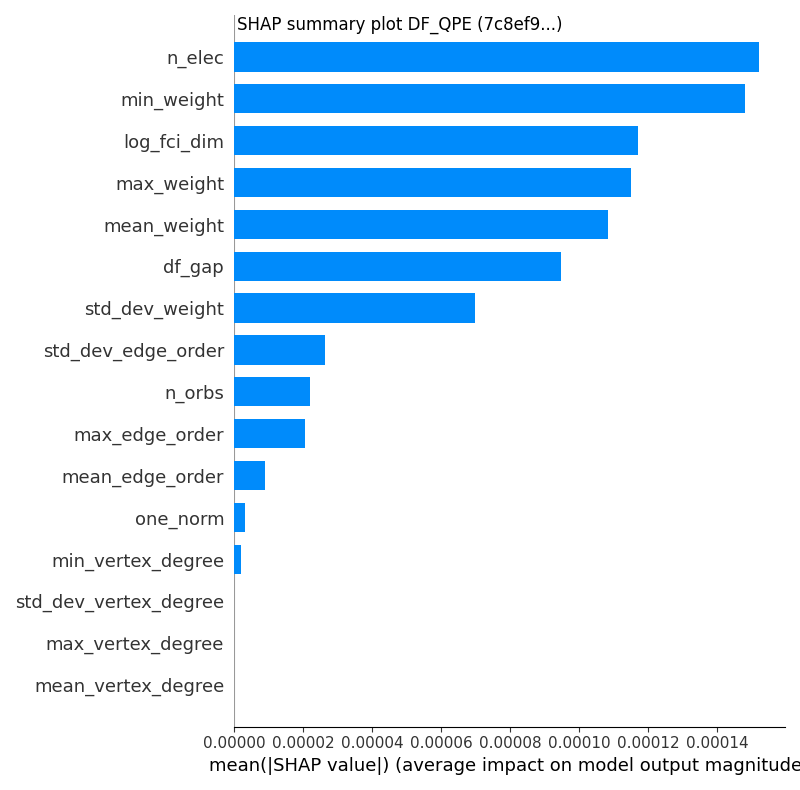 SHAP summary plot DF_QPE (7c8ef9...)
n_elec
min_weight
log_fci_dim
max_weight
mean_weight
df_gap
std_dev_weight
std_dev_edge_order
n_orbs
max_edge_order
mean_edge_order
one_norm
min_vertex_degree
std_dev_vertex_degree
max_vertex_degree
mean_vertex_degree
0.00000 0.00002 0.00004 0.00006 0.00008 0.00010 0.00012 0.00014
mean(|SHAP value|) (average impact on model output magnitude